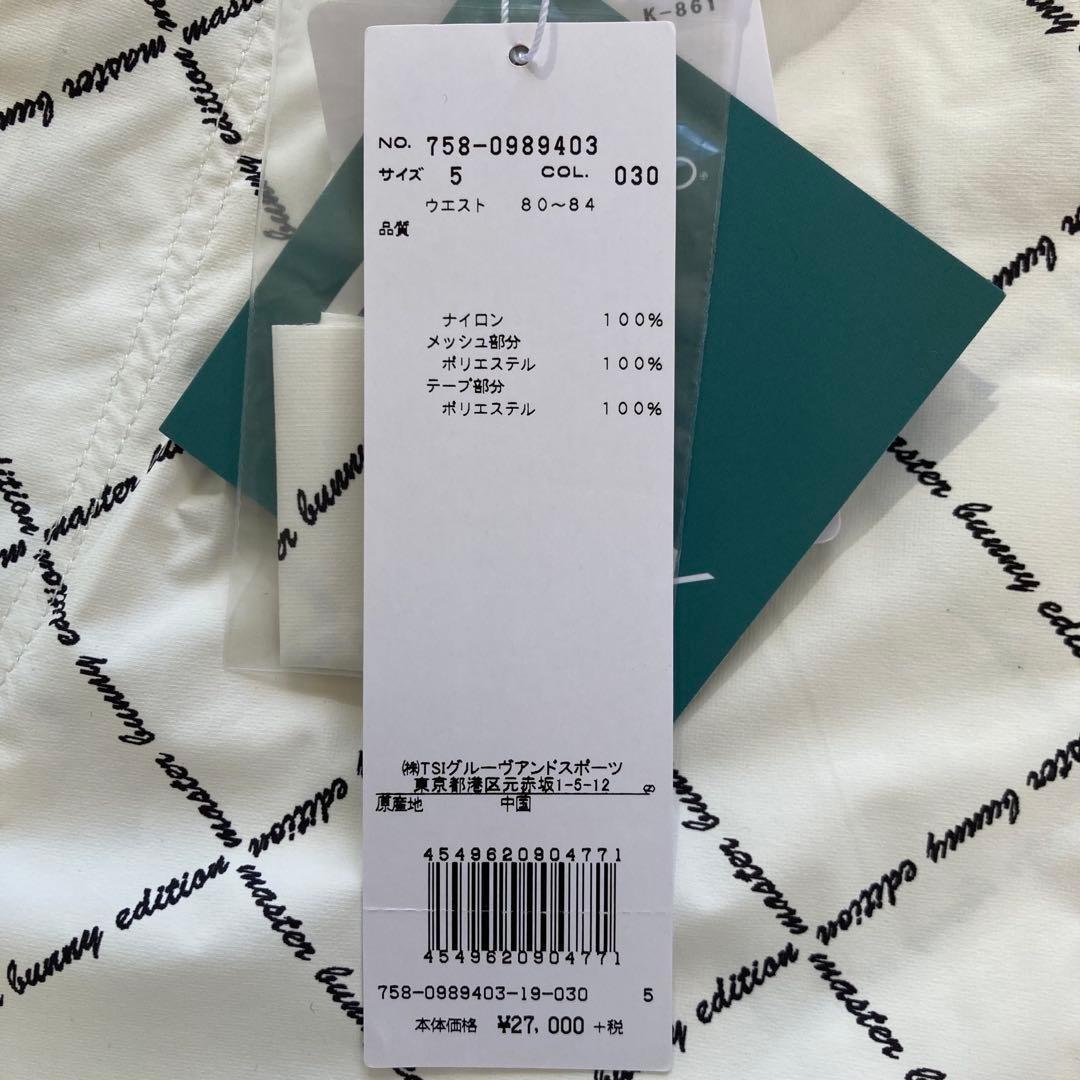 K-861
NO. 758-0989403
サイズ 5 COL. 030
ウエスト 80～84
品質
ナイロン 100%
メッシュ部分
ポリエステル 100%
テープ部分
ポリエステル 100%
㈱TSIグルーヴアンドスポーツ
東京都港区元赤坂1-5-12
原産地 中国
4549620904771
4549620904771
758-0989403-19-030 5
本体価格 ¥27,000 +税
master bunny edition
master bunny edition
master bunny edition
master bunny edition